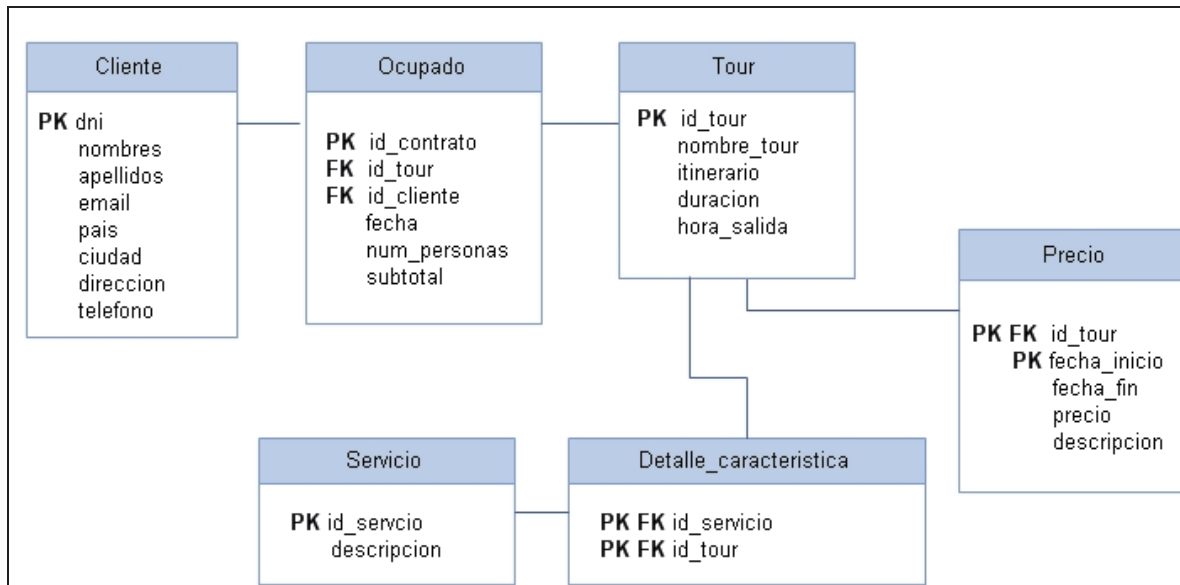 Cliente
PK dni
nombres
apellidos
email
pais
ciudad
direccion
telefono
Ocupado
PK id_contrato
FK id_tour
FK id_cliente
fecha
num_personas
subtotal
Tour
PK id_tour
nombre_tour
itinerario
duracion
hora_salida
Precio
PK FK id_tour
PK fecha_inicio
fecha_fin
precio
descripcion
Servicio
PK id_servcio
descripcion
Detalle_caracteristica
PK FK id_servicio
PK FK id_tour